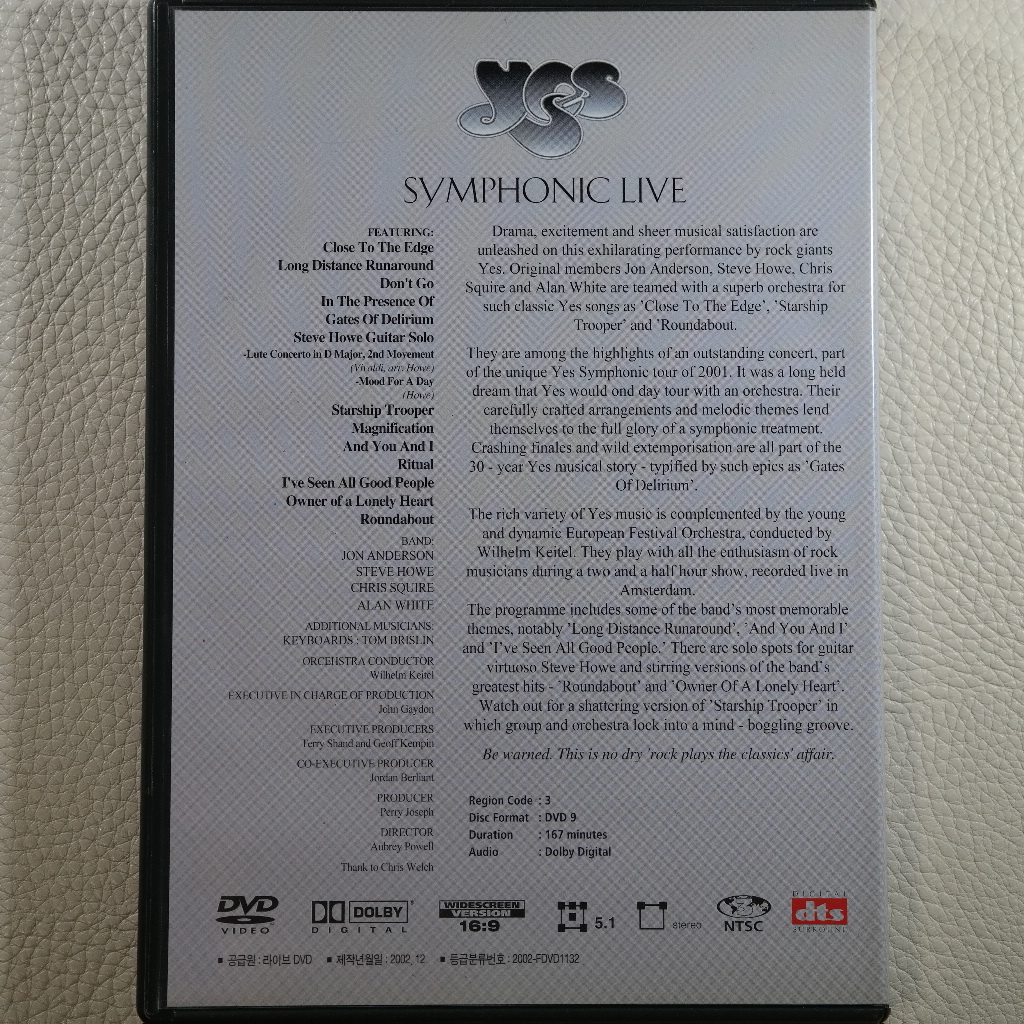 yes
SYMPHONIC LIVE
FEATURING:
Close To The Edge
Long Distance Runaround
Don't Go
In The Presence Of
Gates Of Delirium
Steve Howe Guitar Solo
-Lute Concerto in D Major, 2nd Movement
(Vivaldi, arr. Howe)
-Mood For A Day
(Howe)
Starship Trooper
Magnification
And You And I
Ritual
I've Seen All Good People
Owner of a Lonely Heart
Roundabout
BAND:
JON ANDERSON
STEVE HOWE
CHRIS SQUIRE
ALAN WHITE
ADDITIONAL MUSICIANS:
KEYBOARDS : TOM BRISLIN
ORCEHSTRA CONDUCTOR
Wilhelm Keitel
EXECUTIVE IN CHARGE OF PRODUCTION
John Gaydon
EXECUTIVE PRODUCERS
Terry Shand and Geoff Kempin
CO-EXECUTIVE PRODUCER
Jordan Berliant
PRODUCER
Perry Joseph
DIRECTOR
Aubrey Powell
Thank to Chris Welch
Drama, excitement and sheer musical satisfaction are
unleashed on this exhilarating performance by rock giants
Yes. Original members Jon Anderson, Steve Howe, Chris
Squire and Alan White are teamed with a superb orchestra for
such classic Yes songs as 'Close To The Edge', 'Starship
Trooper' and 'Roundabout.
They are among the highlights of an outstanding concert, part
of the unique Yes Symphonic tour of 2001. It was a long held
dream that Yes would one day tour with an orchestra. Their
carefully crafted arrangements and melodic themes lend
themselves to the full glory of a symphonic treatment.
Crashing finales and wild extemporisation are all part of the
30 - year Yes musical story - typified by such epics as 'Gates
Of Delirium'.
The rich variety of Yes music is complemented by the young
and dynamic European Festival Orchestra, conducted by
Wilhelm Keitel. They play with all the enthusiasm of rock
musicians during a two and a half hour show, recorded live in
Amsterdam.
The programme includes some of the band's most memorable
themes, notably 'Long Distance Runaround', 'And You And I'
and 'I've Seen All Good People.' There are solo spots for guitar
virtuoso Steve Howe and stirring versions of the band's
greatest hits - 'Roundabout' and 'Owner Of A Lonely Heart'.
Watch out for a shattering version of 'Starship Trooper' in
which group and orchestra lock into a mind - boggling groove.
Be warned. This is no dry 'rock plays the classics' affair.
Region Code : 3
Disc Format : DVD 9
Duration : 167 minutes
Audio : Dolby Digital
DVD VIDEO
DOLBY DIGITAL
WIDESCREEN VERSION 16:9
5.1
stereo
NTSC
DIGITAL dts SURROUND
▪ 공급원 : 라이브 DVD ▪ 제작년월일 : 2002. 12 ▪ 등급분류번호 : 2002-FDVD1132